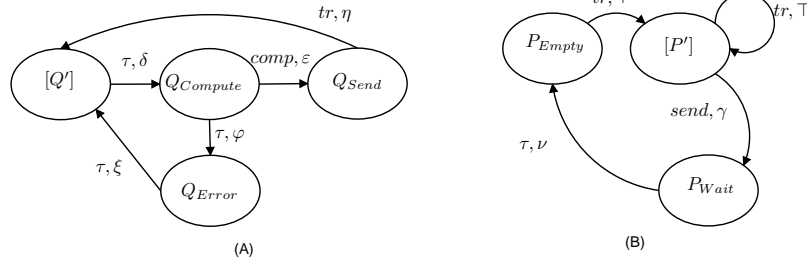 tr, η
[Q']
τ, δ
Q_Compute
comp, ε
Q_Send
τ, φ
τ, ξ
Q_Error
(A)
P_Empty
[P']
tr, ⊤
send, γ
τ, ν
P_Wait
(B)